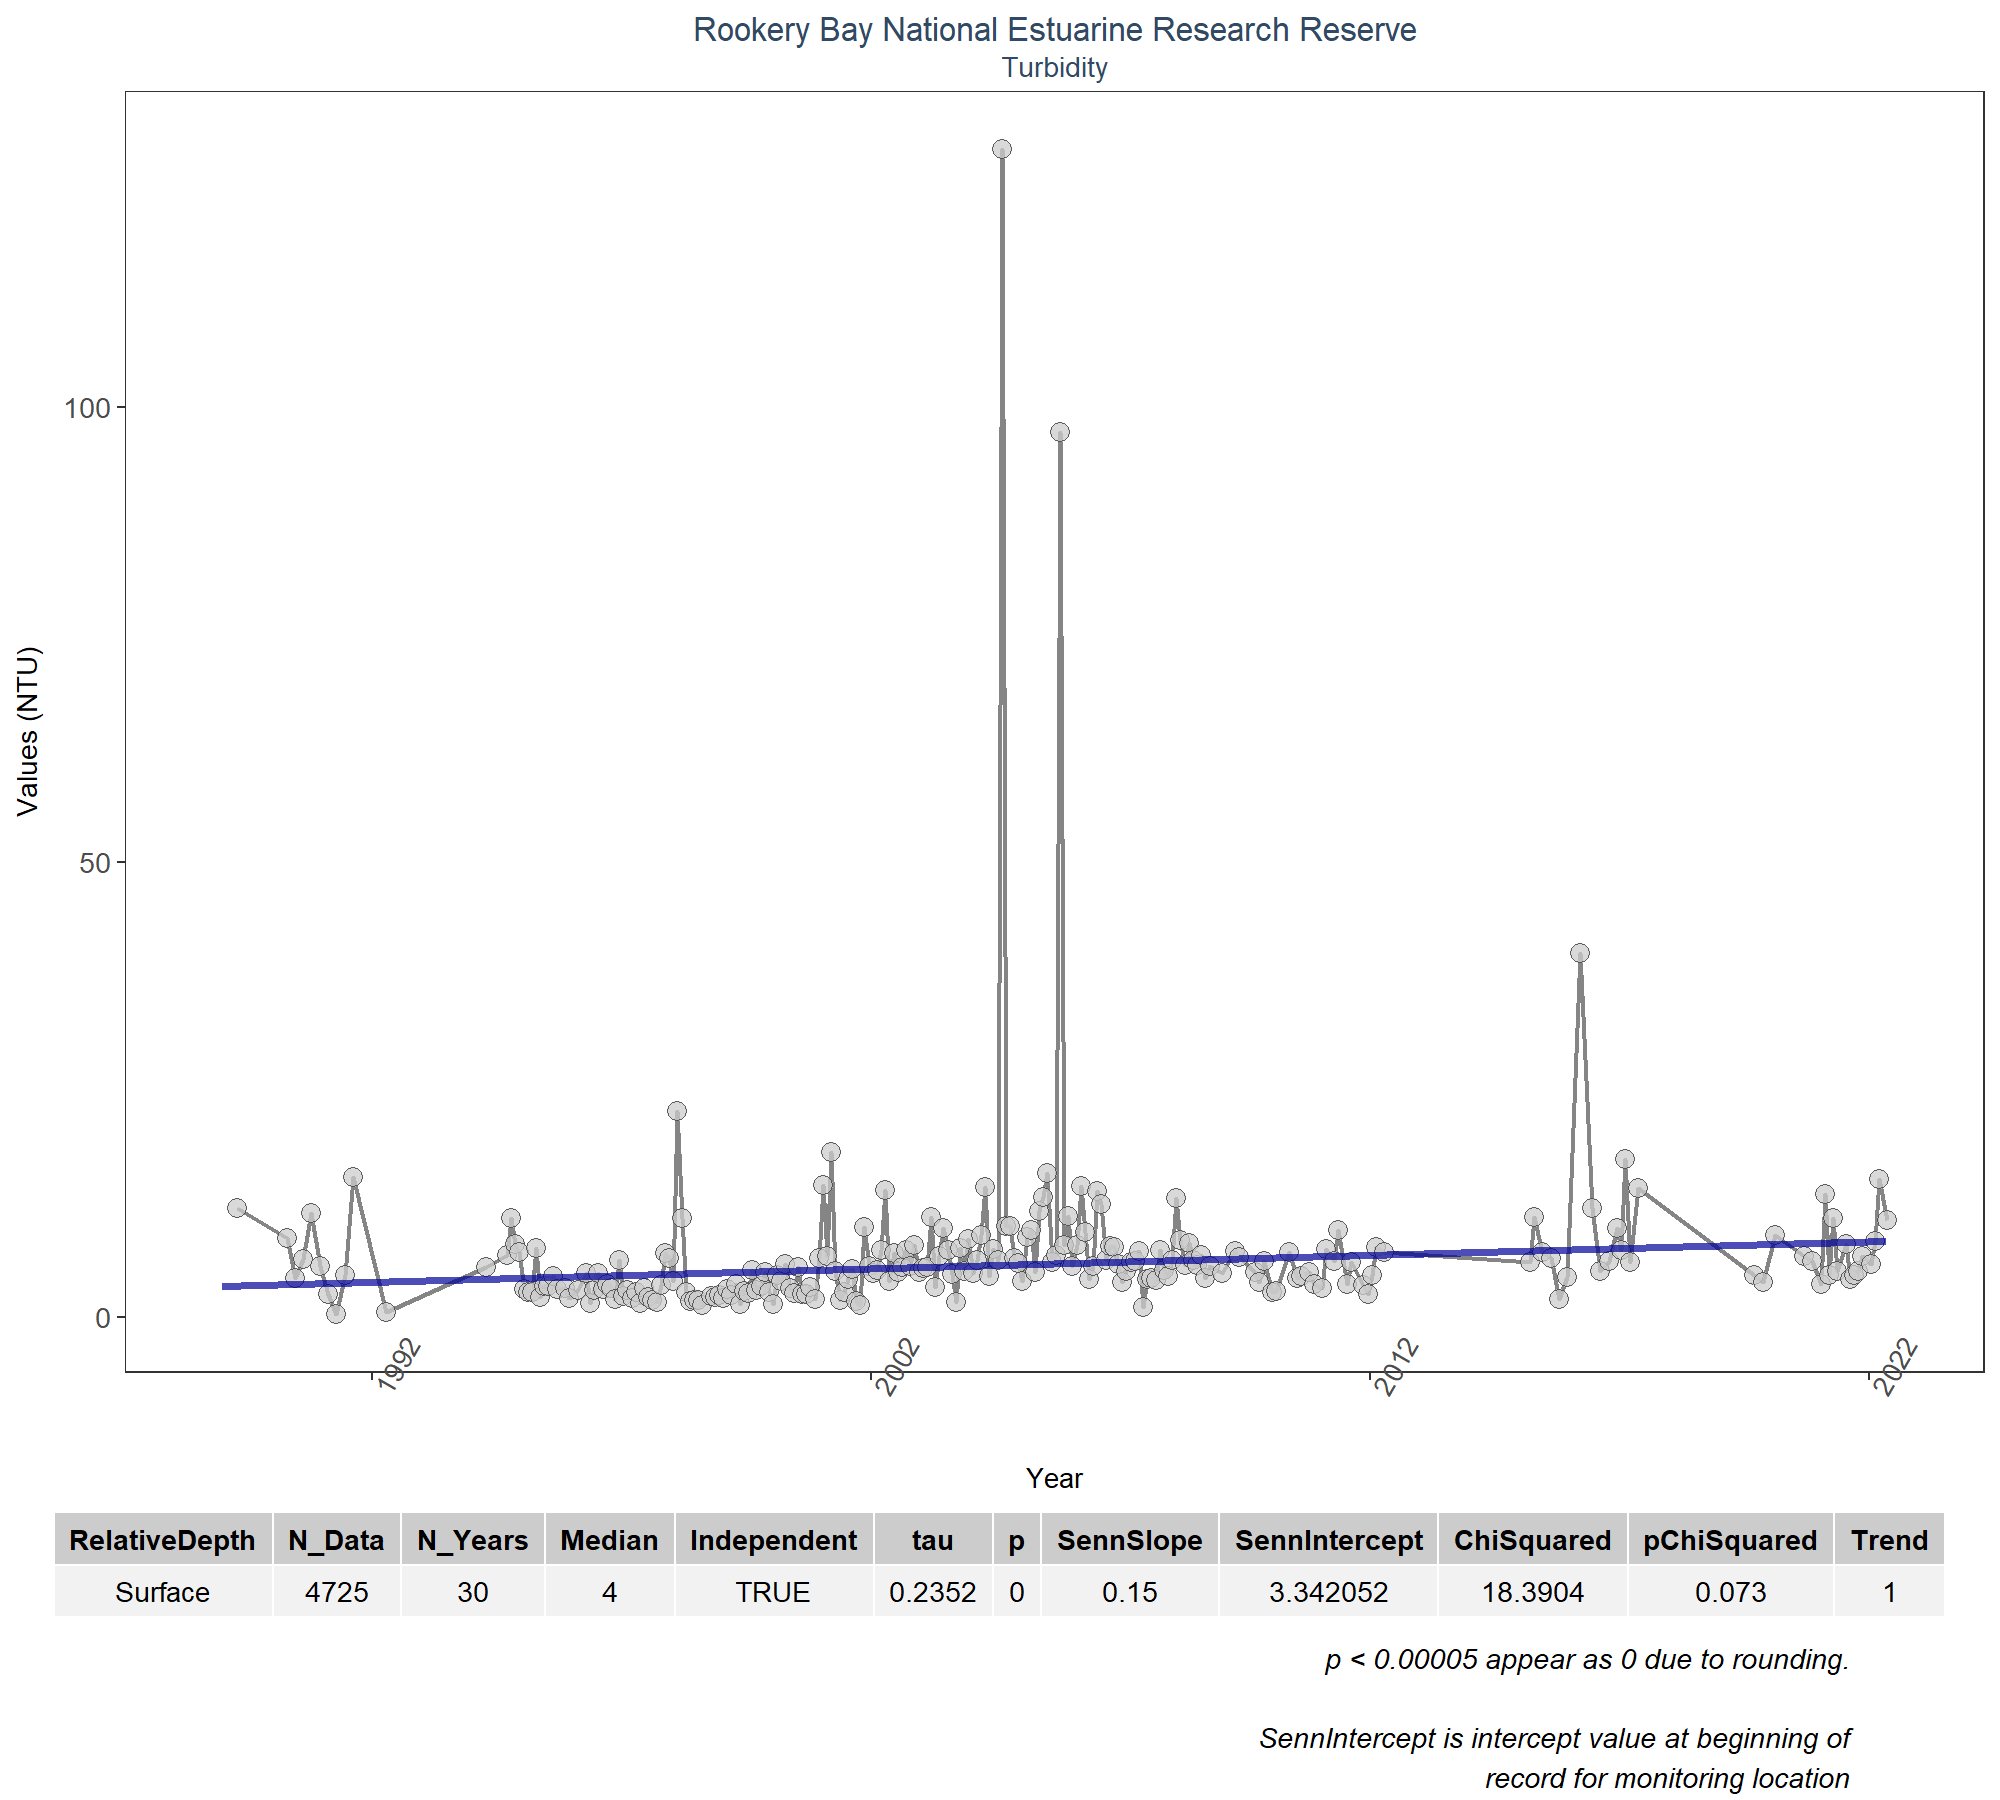 Rookery Bay National Estuarine Research Reserve
Turbidity
Values (NTU)
100
50
0
1992
2002
2012
2022
Year
RelativeDepth N_Data N_Years Median Independent tau p SennSlope SennIntercept ChiSquared pChiSquared Trend
Surface 4725 30 4 TRUE 0.2352 0 0.15 3.342052 18.3904 0.073 1
p < 0.00005 appear as 0 due to rounding.
SennIntercept is intercept value at beginning of
record for monitoring location